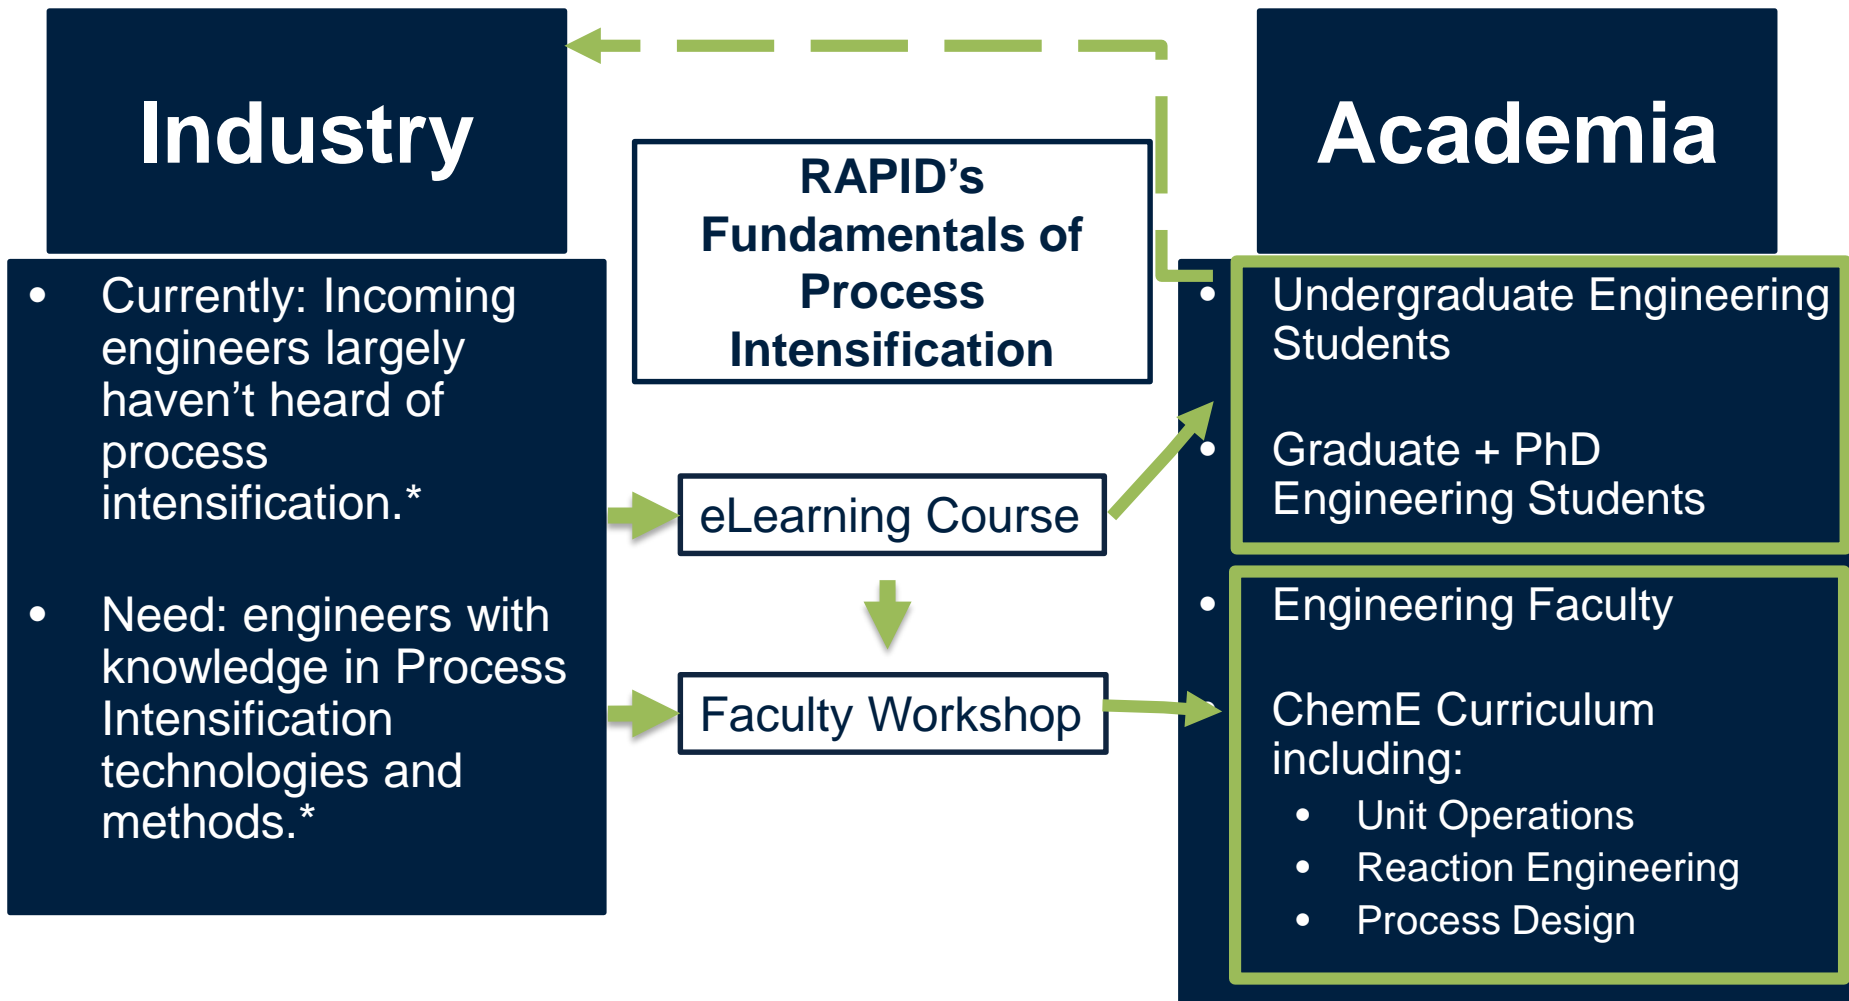 Industry
• Currently: Incoming
engineers largely
haven’t heard of
process
intensification.*
• Need: engineers with
knowledge in Process
Intensification
technologies and
methods.*
RAPID’s
Fundamentals of
Process
Intensification
eLearning Course
Faculty Workshop
Academia
• Undergraduate Engineering
Students
• Graduate + PhD
Engineering Students
• Engineering Faculty
• ChemE Curriculum
including:
• Unit Operations
• Reaction Engineering
• Process Design